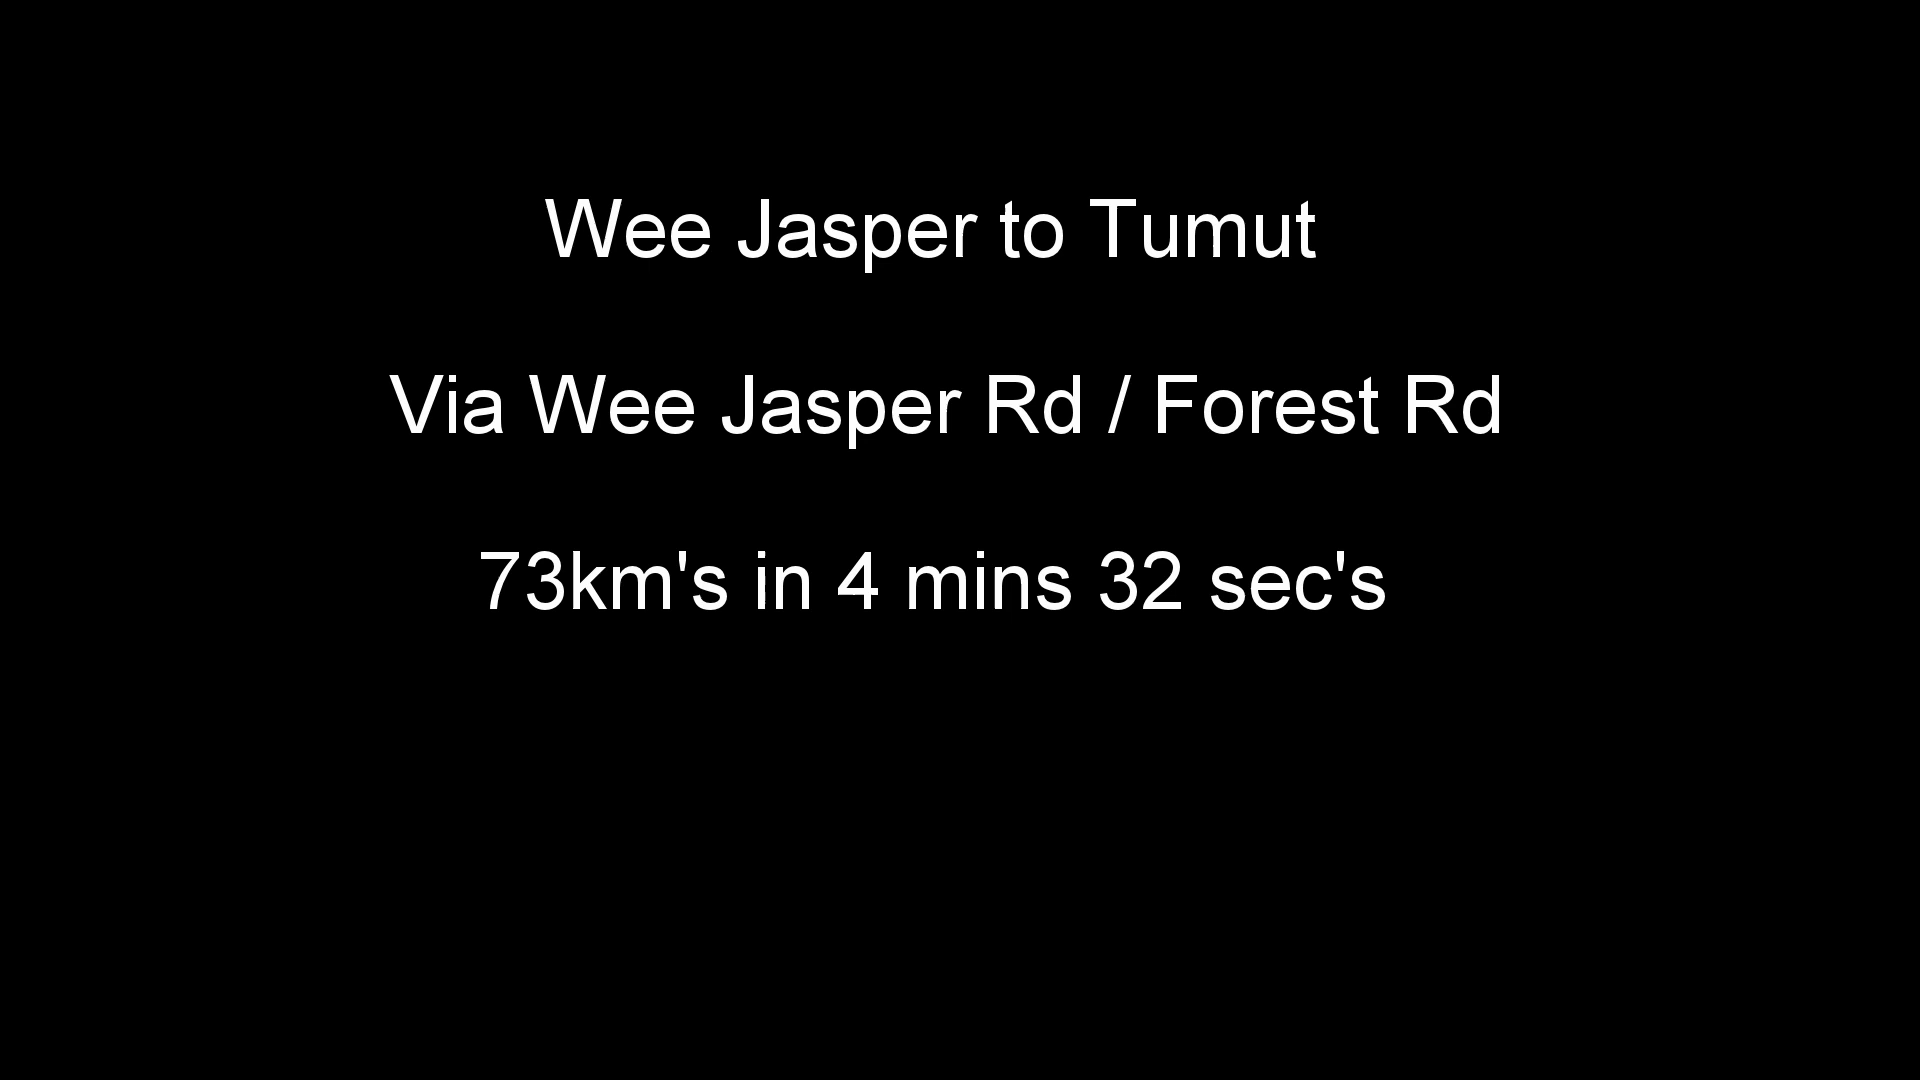 Wee Jasper to Tumut
Via Wee Jasper Rd / Forest Rd
73km's in 4 mins 32 sec's